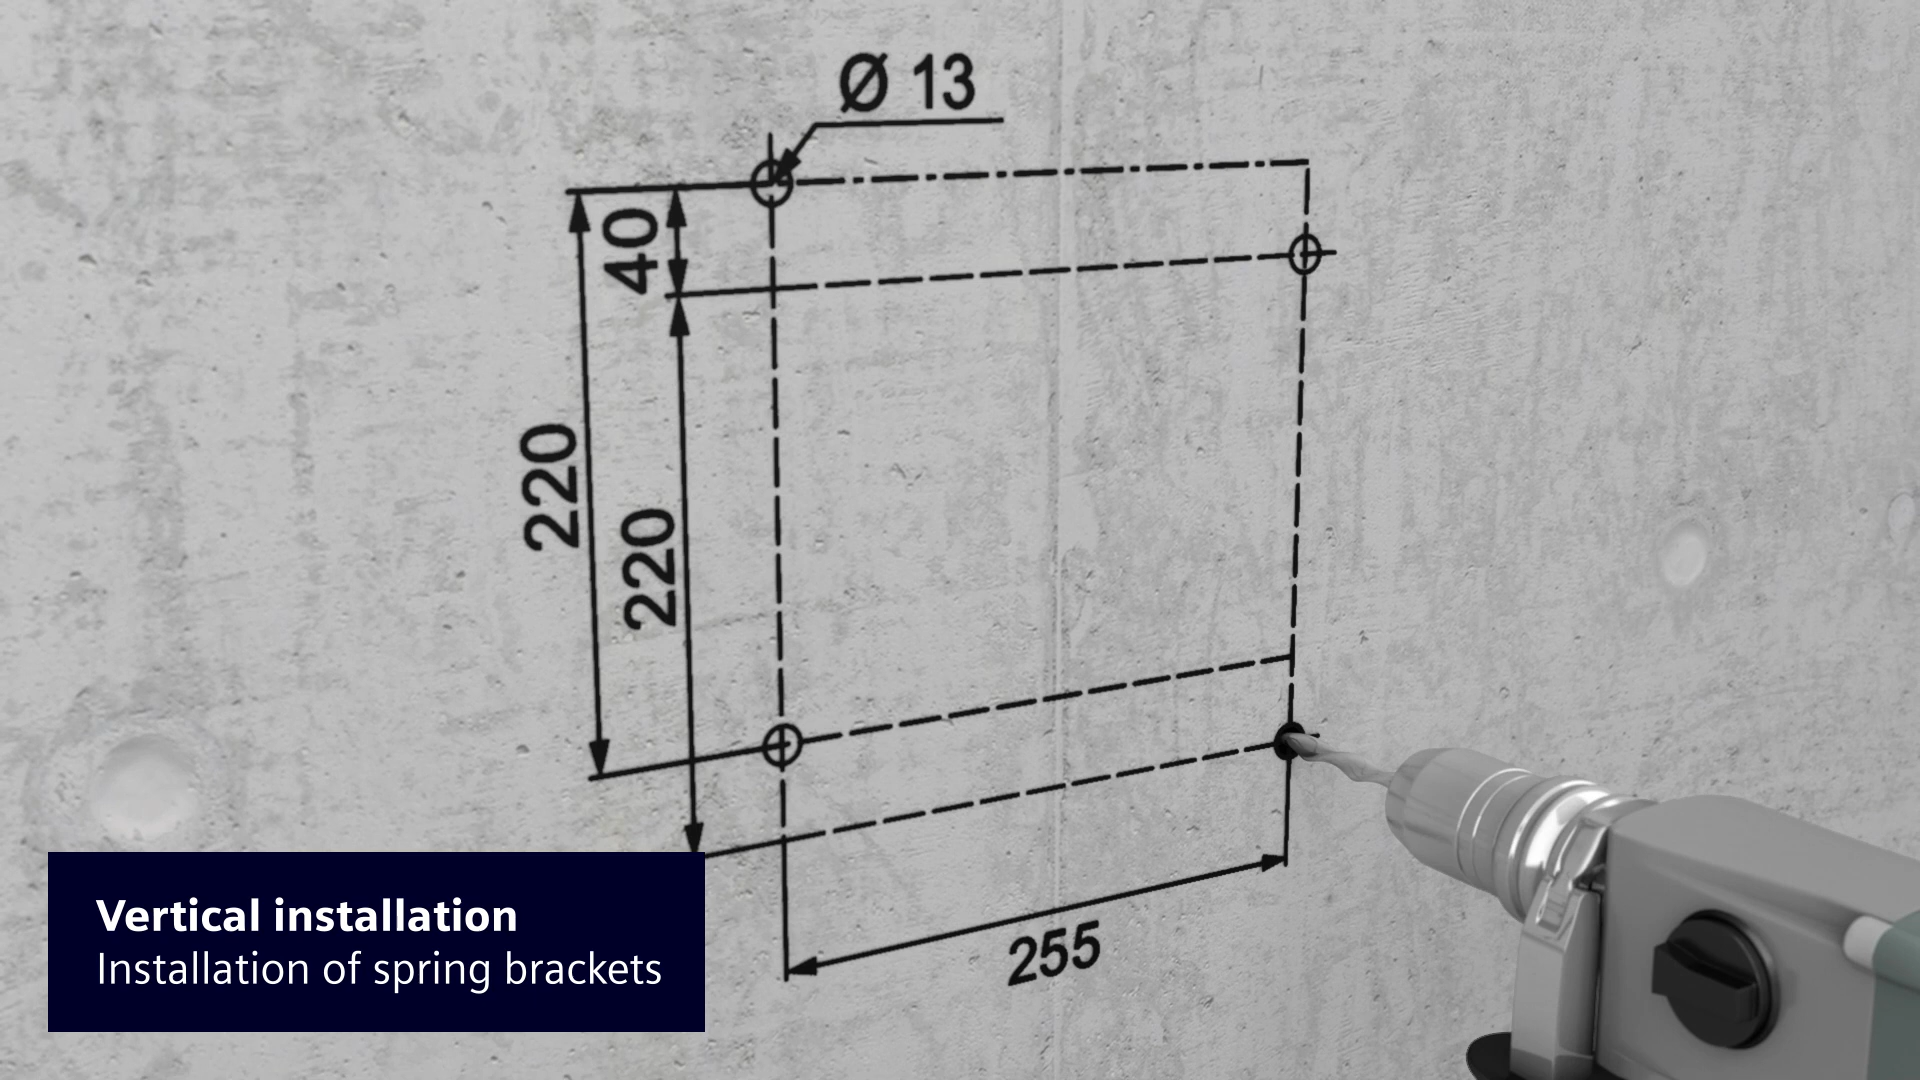 Ø 13
40
220
220
255
Vertical installation
Installation of spring brackets